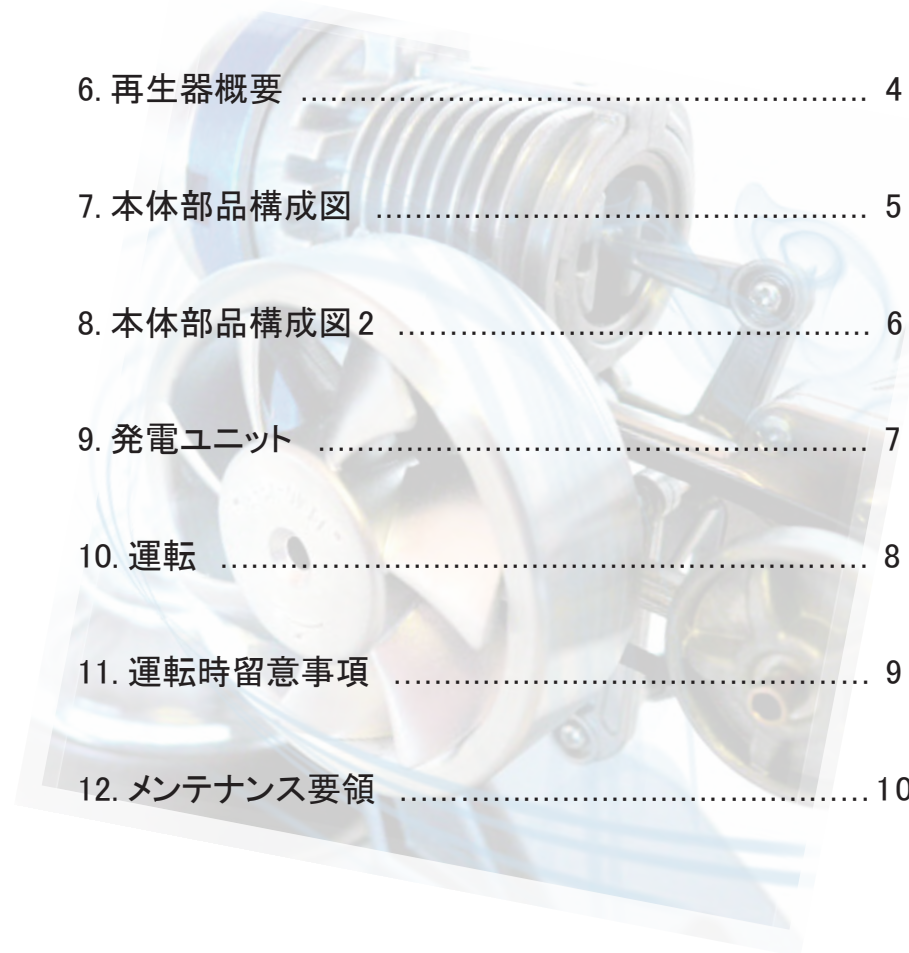 6. 再生器概要 ................................................................ 4
7. 本体部品構成図 ........................................................ 5
8. 本体部品構成図2 ...................................................... 6
9. 発電ユニット .............................................................. 7
10. 運転 ......................................................................... 8
11. 運転時留意事項 ...................................................... 9
12. メンテナンス要領 ..................................................... 10